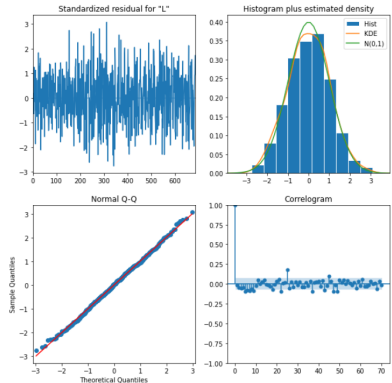 Standardized residual for "L"
3
2
1
0
−1
−2
−3
0 100 200 300 400 500 600
Histogram plus estimated density
0.40
0.35
0.30
0.25
0.20
0.15
0.10
0.05
0.00
−3 −2 −1 0 1 2 3
Hist
KDE
N(0,1)
Normal Q-Q
Sample Quantiles
3
2
1
0
−1
−2
−3
−3 −2 −1 0 1 2 3
Theoretical Quantiles
Correlogram
1.00
0.75
0.50
0.25
0.00
−0.25
−0.50
−0.75
−1.00
0 10 20 30 40 50 60 70